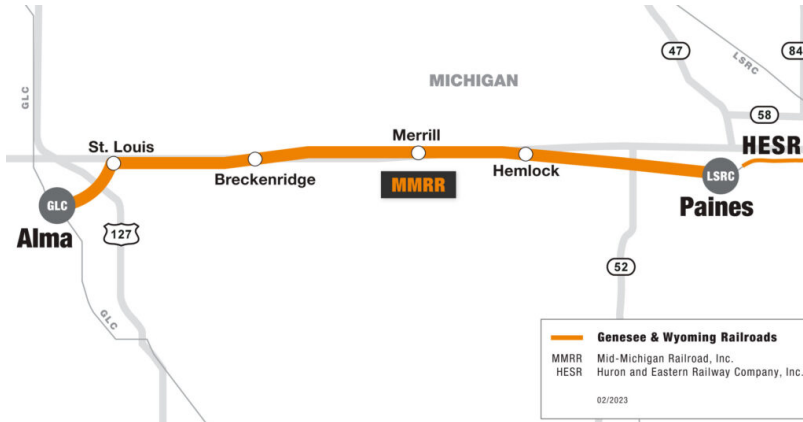 47
84
LSRC
MICHIGAN
GLC
58
Merrill
St. Louis
HESR
Breckenridge
Hemlock
MMRR
LSRC
GLC
Paines
Alma
127
52
GLC
Genesee & Wyoming Railroads
MMRR Mid-Michigan Railroad, Inc.
HESR Huron and Eastern Railway Company, Inc.
02/2023